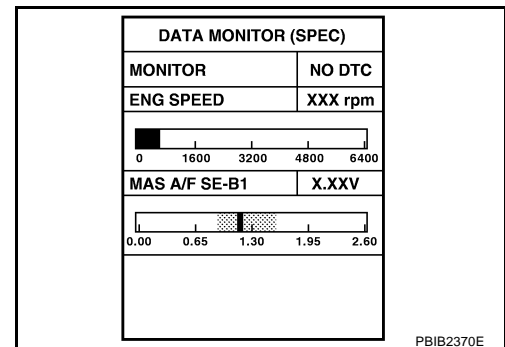 DATA MONITOR (SPEC)
MONITOR NO DTC
ENG SPEED XXX rpm
0 1600 3200 4800 6400
MAS A/F SE-B1 X.XXV
0.00 0.65 1.30 1.95 2.60
PBIB2370E